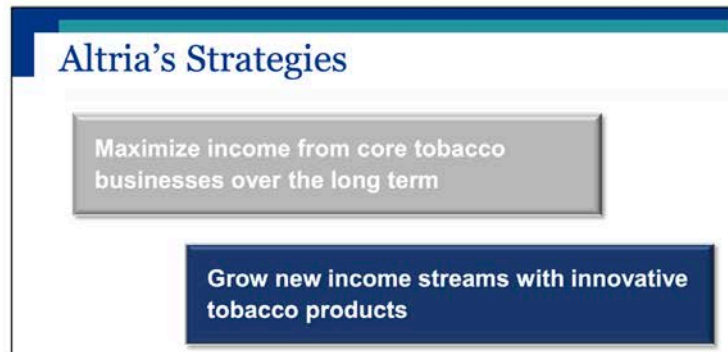 Altria’s Strategies
Maximize income from core tobacco
businesses over the long term
Grow new income streams with innovative
tobacco products